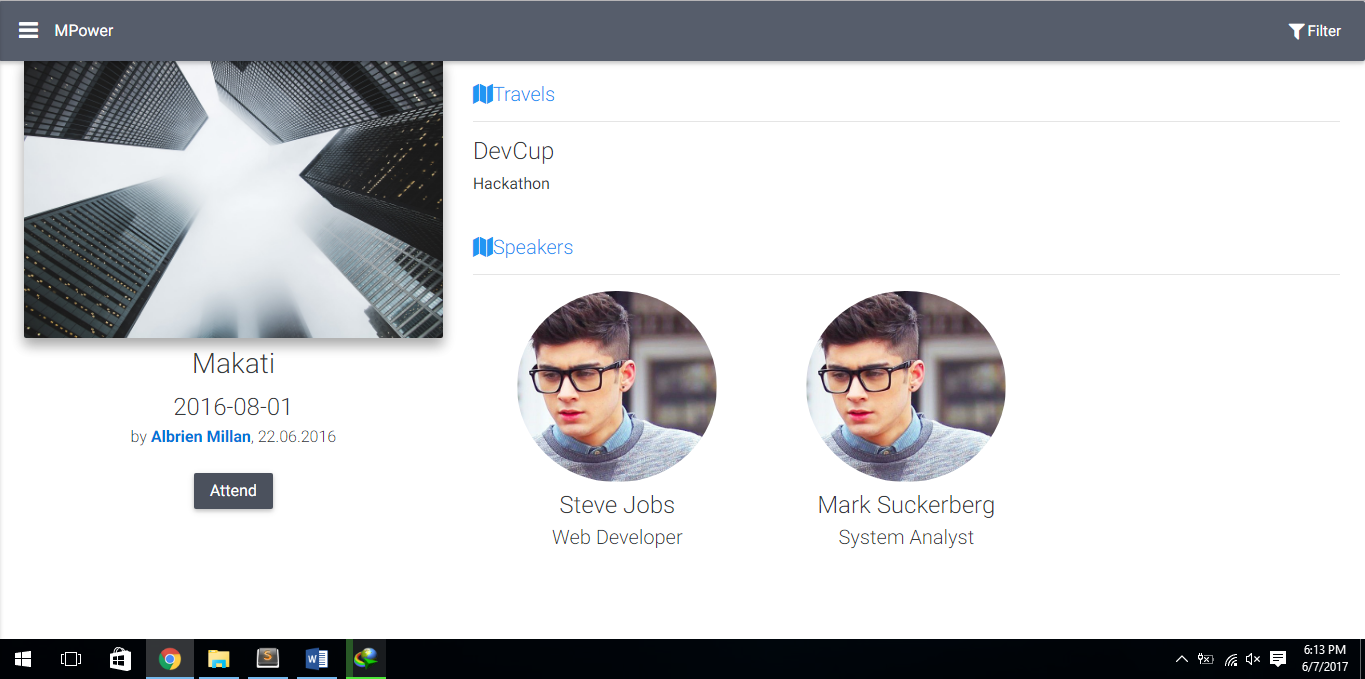 MPower
Filter
Travels
DevCup
Hackathon
Speakers
Makati
2016-08-01
by Albrien Millan, 22.06.2016
Attend
Steve Jobs
Web Developer
Mark Suckerberg
System Analyst
S
W
6:13 PM
6/7/2017